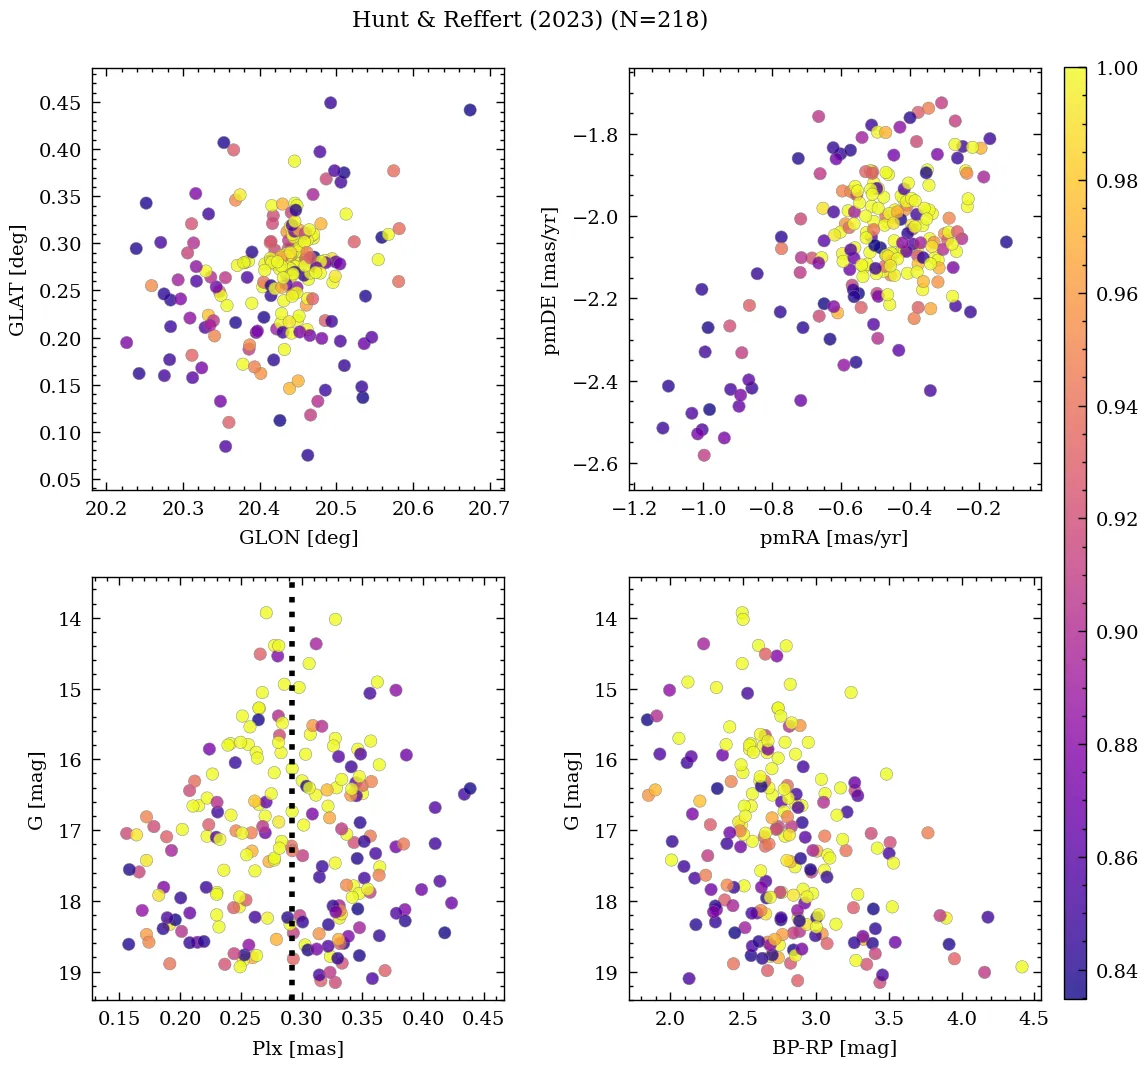 Hunt & Reffert (2023) (N=218)
0.45
0.40
0.35
0.30
0.25
0.20
0.15
0.10
0.05
GLAT [deg]
20.2 20.3 20.4 20.5 20.6 20.7
GLON [deg]
−1.8
−2.0
−2.2
−2.4
−2.6
pmDE [mas/yr]
−1.2 −1.0 −0.8 −0.6 −0.4 −0.2
pmRA [mas/yr]
14
15
16
17
18
19
G [mag]
0.15 0.20 0.25 0.30 0.35 0.40 0.45
Plx [mas]
14
15
16
17
18
19
G [mag]
2.0 2.5 3.0 3.5 4.0 4.5
BP-RP [mag]
1.00
0.98
0.96
0.94
0.92
0.90
0.88
0.86
0.84